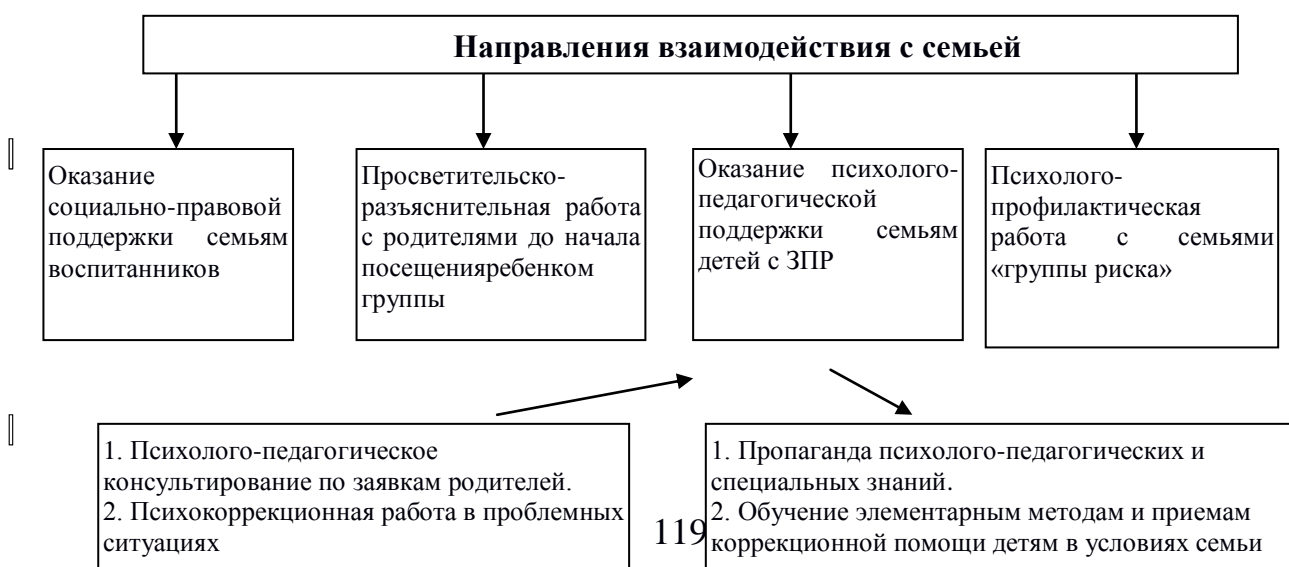 Направления взаимодействия с семьей
Оказание
социально-правовой
поддержки семьям
воспитанников
Просветительско-
разъяснительная работа
с родителями до начала
посещенияребенком
группы
Оказание психолого-
педагогической
поддержки семьям
детей с ЗПР
Психолого-
профилактическая
работа с семьями
«группы риска»
1. Психолого-педагогическое
консультирование по заявкам родителей.
2. Психокоррекционная работа в проблемных
ситуациях
119
1. Пропаганда психолого-педагогических и
специальных знаний.
2. Обучение элементарным методам и приемам
коррекционной помощи детям в условиях семьи